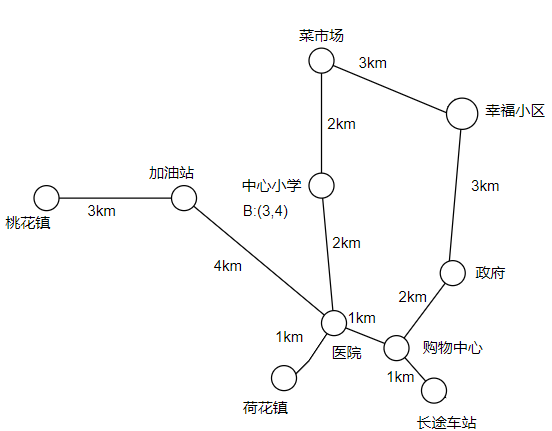 菜市场
3km
幸福小区
2km
加油站
中心小学
B:(3,4)
3km
桃花镇
3km
2km
4km
政府
2km
1km
1km
医院
购物中心
1km
荷花镇
长途车站